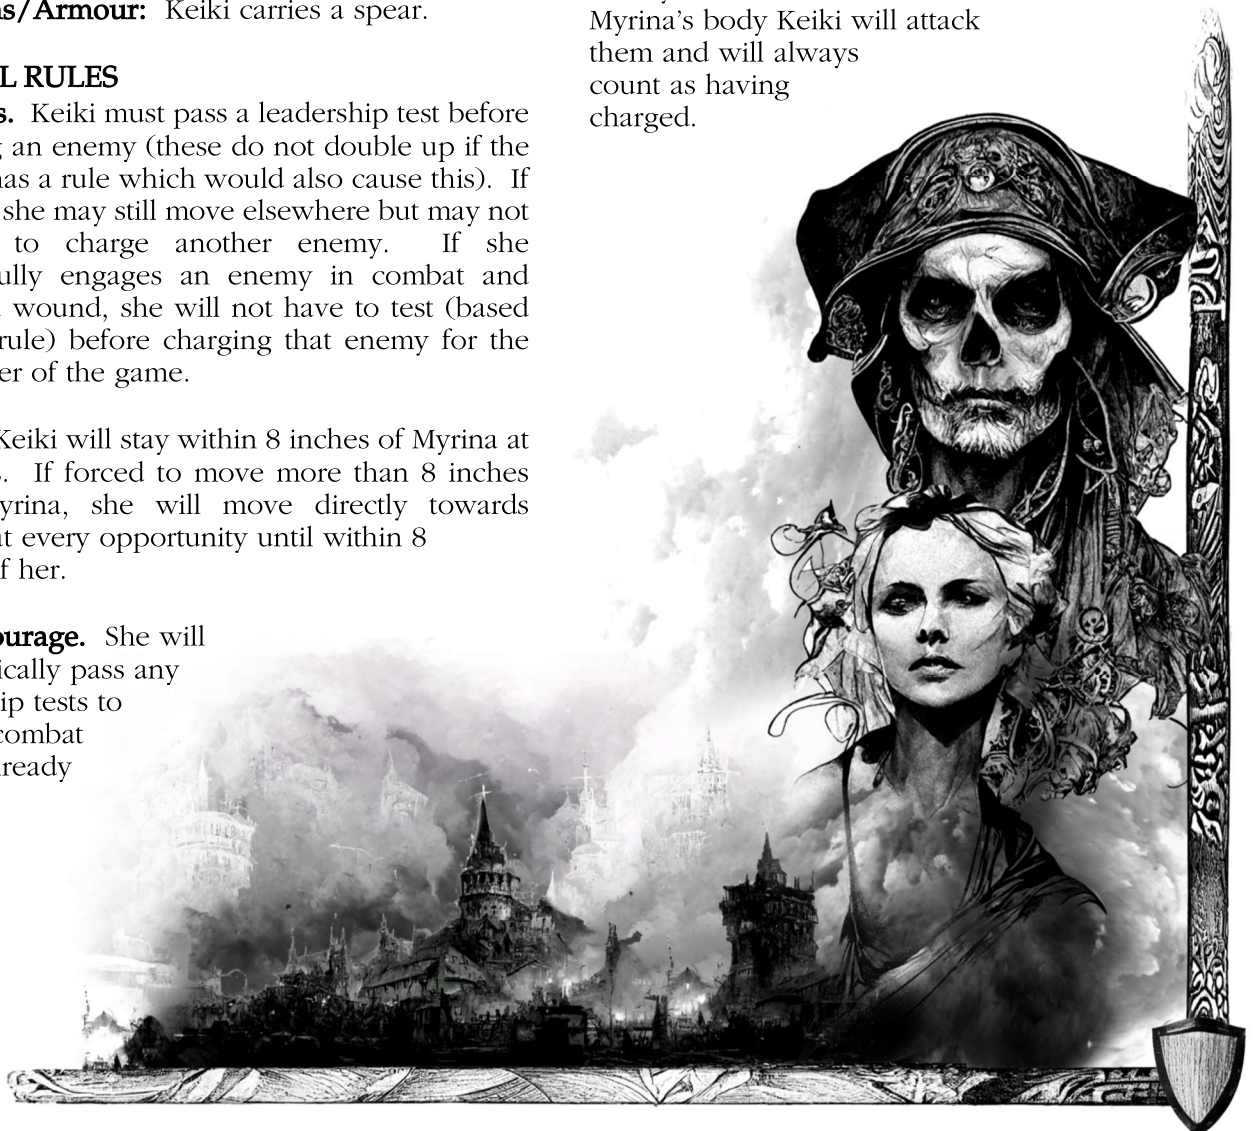 ns/Armour: Keiki carries a spear.
L RULES
s. Keiki must pass a leadership test before
g an enemy (these do not double up if the
has a rule which would also cause this). If
she may still move elsewhere but may not
to charge another enemy. If she
ully engages an enemy in combat and
wound, she will not have to test (based
rule) before charging that enemy for the
er of the game.
Keiki will stay within 8 inches of Myrina at
s. If forced to move more than 8 inches
yrina, she will move directly towards
at every opportunity until within 8
f her.
ourage. She will
ically pass any
ip tests to
combat
ready
Myrina's body Keiki will attack
them and will always
count as having
charged.